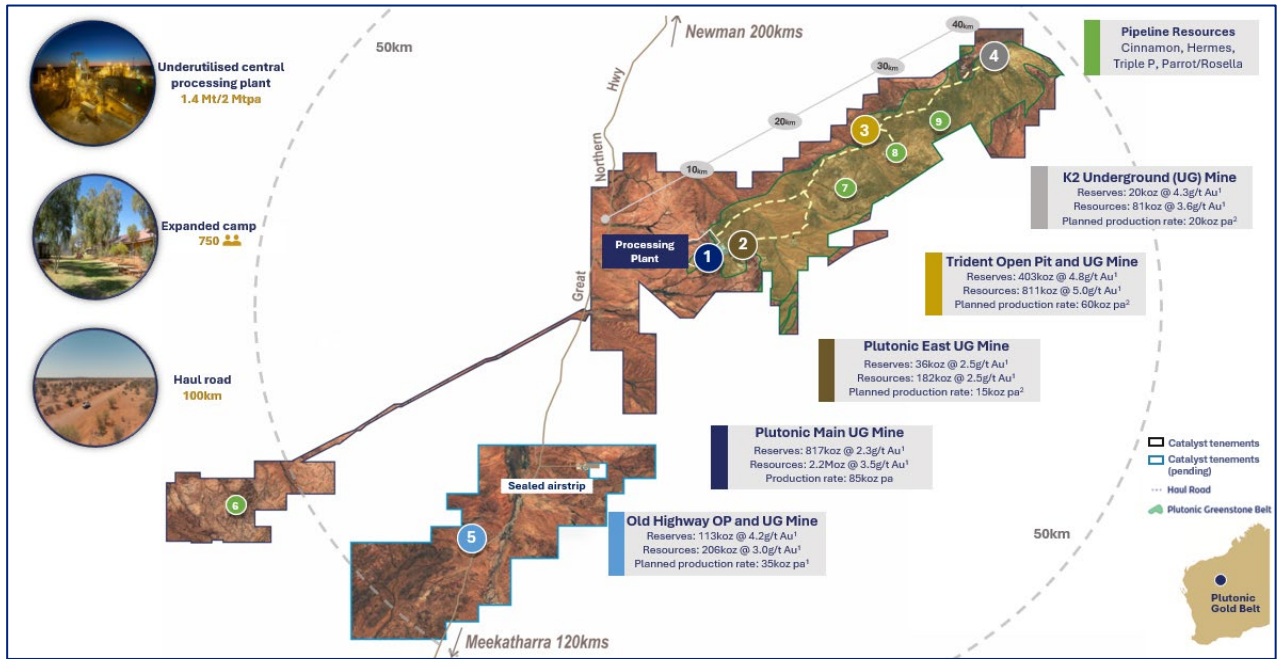 Underutilised central
processing plant
1.4 Mt/2 Mtpa
Expanded camp
750
Haul road
100km
50km
Newman 200kms
Great Northern Hwy
10km
20km
30km
40km
Processing
Plant
1
2
3
4
5
6
7
8
9
Sealed airstrip
Meekatharra 120kms
50km
Pipeline Resources
Cinnamon, Hermes,
Triple P, Parrot/Rosella
K2 Underground (UG) Mine
Reserves: 20koz @ 4.3g/t Au¹
Resources: 81koz @ 3.6g/t Au¹
Planned production rate: 20koz pa²
Trident Open Pit and UG Mine
Reserves: 403koz @ 4.8g/t Au¹
Resources: 811koz @ 5.0g/t Au¹
Planned production rate: 60koz pa²
Plutonic East UG Mine
Reserves: 36koz @ 2.5g/t Au¹
Resources: 182koz @ 2.5g/t Au¹
Planned production rate: 15koz pa²
Plutonic Main UG Mine
Reserves: 817koz @ 2.3g/t Au¹
Resources: 2.2Moz @ 3.5g/t Au¹
Production rate: 85koz pa
Old Highway OP and UG Mine
Reserves: 113koz @ 4.2g/t Au¹
Resources: 206koz @ 3.0g/t Au¹
Planned production rate: 35koz pa¹
Catalyst tenements
Catalyst tenements
(pending)
Haul Road
Plutonic Greenstone Belt
Plutonic
Gold Belt